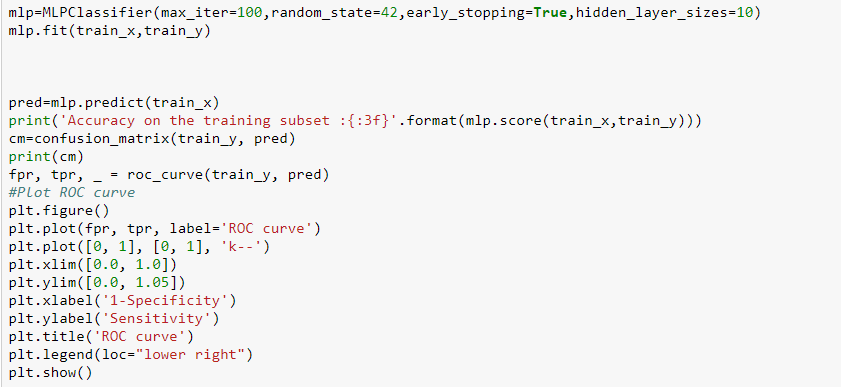 mlp=MLPClassifier(max_iter=100,random_state=42,early_stopping=True,hidden_layer_sizes=10)
mlp.fit(train_x,train_y)
pred=mlp.predict(train_x)
print('Accuracy on the training subset :{:3f}'.format(mlp.score(train_x,train_y)))
cm=confusion_matrix(train_y, pred)
print(cm)
fpr, tpr, _ = roc_curve(train_y, pred)
#Plot ROC curve
plt.figure()
plt.plot(fpr, tpr, label='ROC curve')
plt.plot([0, 1], [0, 1], 'k--')
plt.xlim([0.0, 1.0])
plt.ylim([0.0, 1.05])
plt.xlabel('1-Specificity')
plt.ylabel('Sensitivity')
plt.title('ROC curve')
plt.legend(loc="lower right")
plt.show()